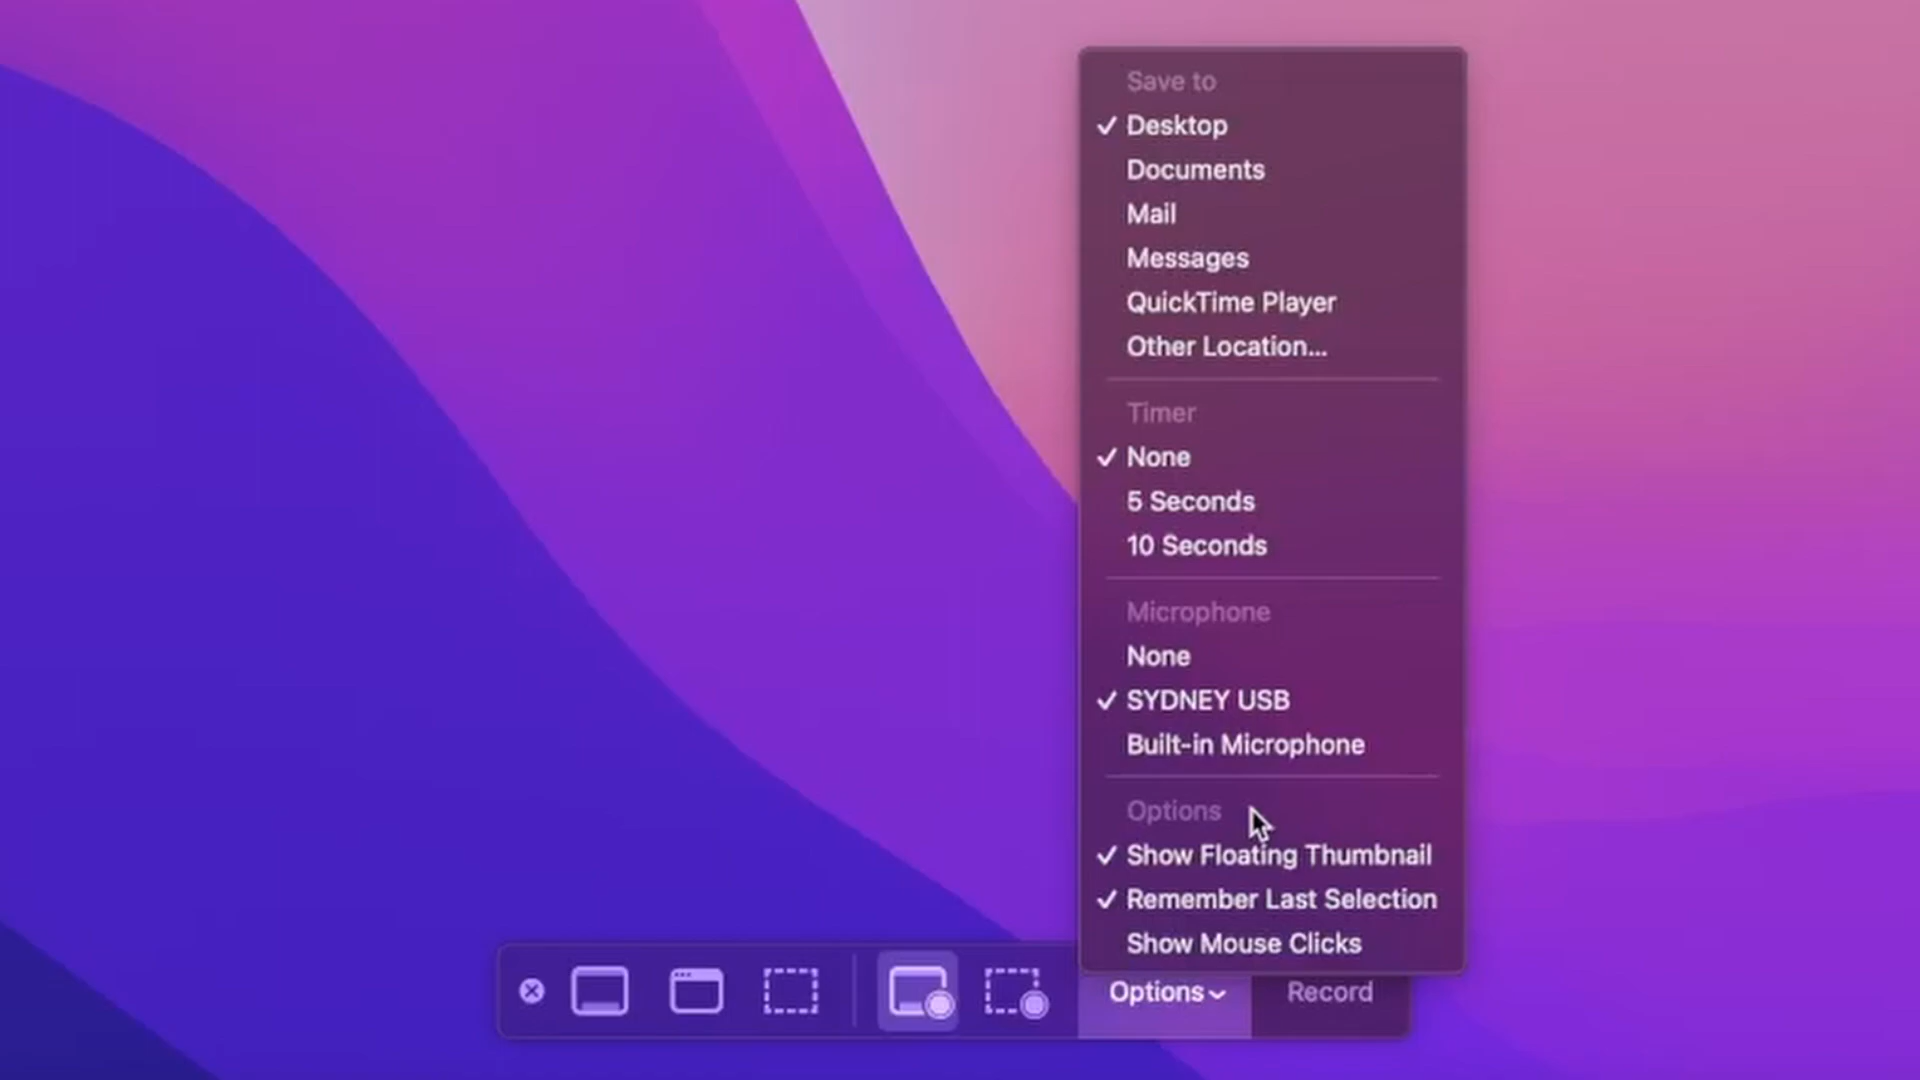 Save to
Desktop
Documents
Mail
Messages
QuickTime Player
Other Location...
Timer
None
5 Seconds
10 Seconds
Microphone
None
SYDNEY USB
Built-in Microphone
Options
Show Floating Thumbnail
Remember Last Selection
Show Mouse Clicks
Options
Record